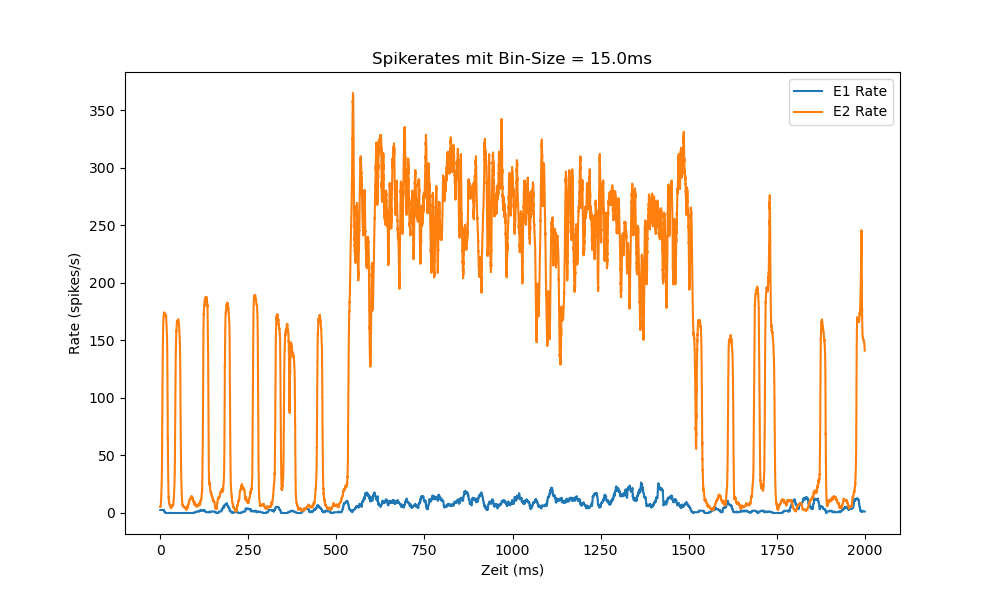 Spikerates mit Bin-Size = 15.0ms
E1 Rate
E2 Rate
Rate (spikes/s)
350
300
250
200
150
100
50
0
0 250 500 750 1000 1250 1500 1750 2000
Zeit (ms)